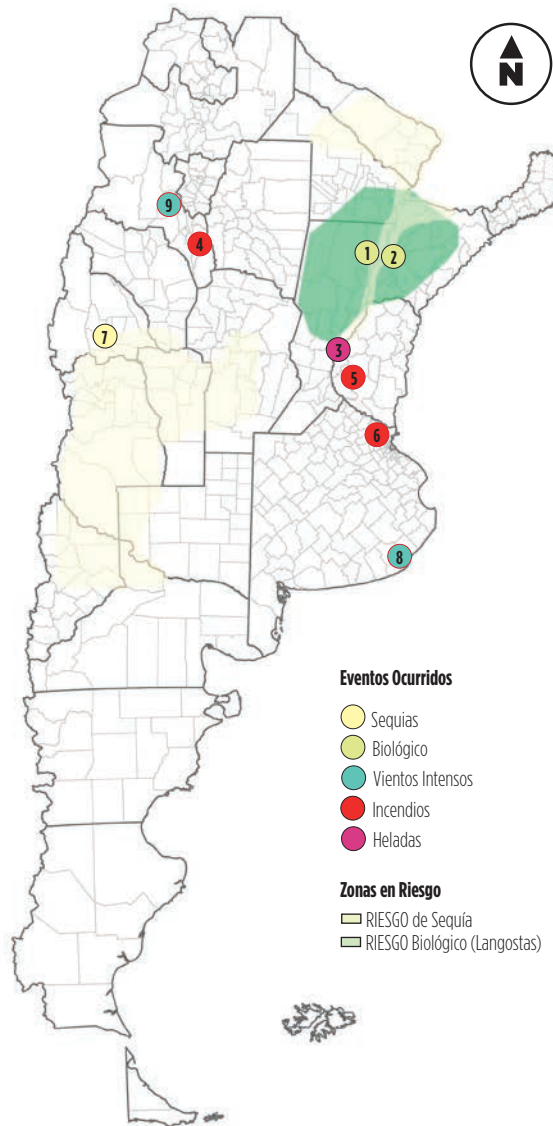 N
9
4
1
2
7
3
5
6
8
Eventos Ocurridos
Sequias
Biológico
Vientos Intensos
Incendios
Heladas
Zonas en Riesgo
RIESGO de Sequía
RIESGO Biológico (Langostas)